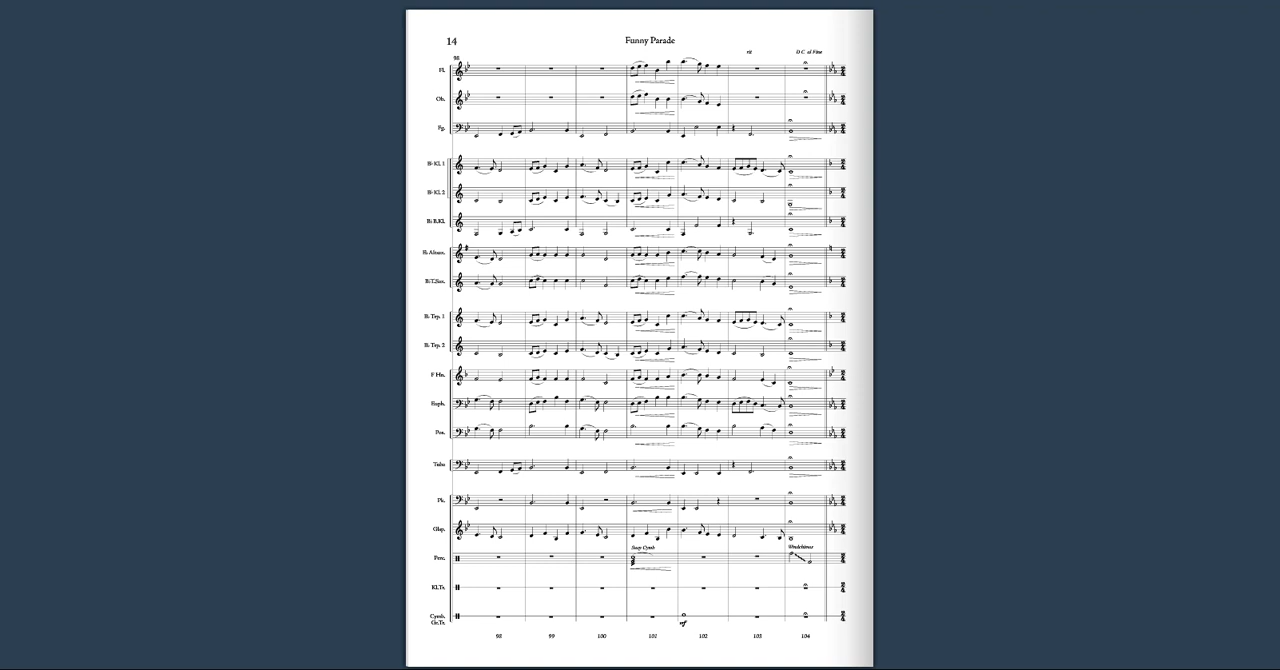 14
Funny Parade
rit
D.C. al Fine
98
Fl.
Ob.
Fg.
B♭ Kl. 1
B♭ Kl. 2
B♭ B.Kl.
E♭ Altsax.
B♭ T.Sax.
B♭ Trp. 1
B♭ Trp. 2
F Hn.
Euph.
Pos.
Tuba
Pk.
Glsp.
Susp Cymb
Windchimes
Perc.
Kl.Tr.
Cymb.
Gr.Tr.
mf
98 99 100 101 102 103 104